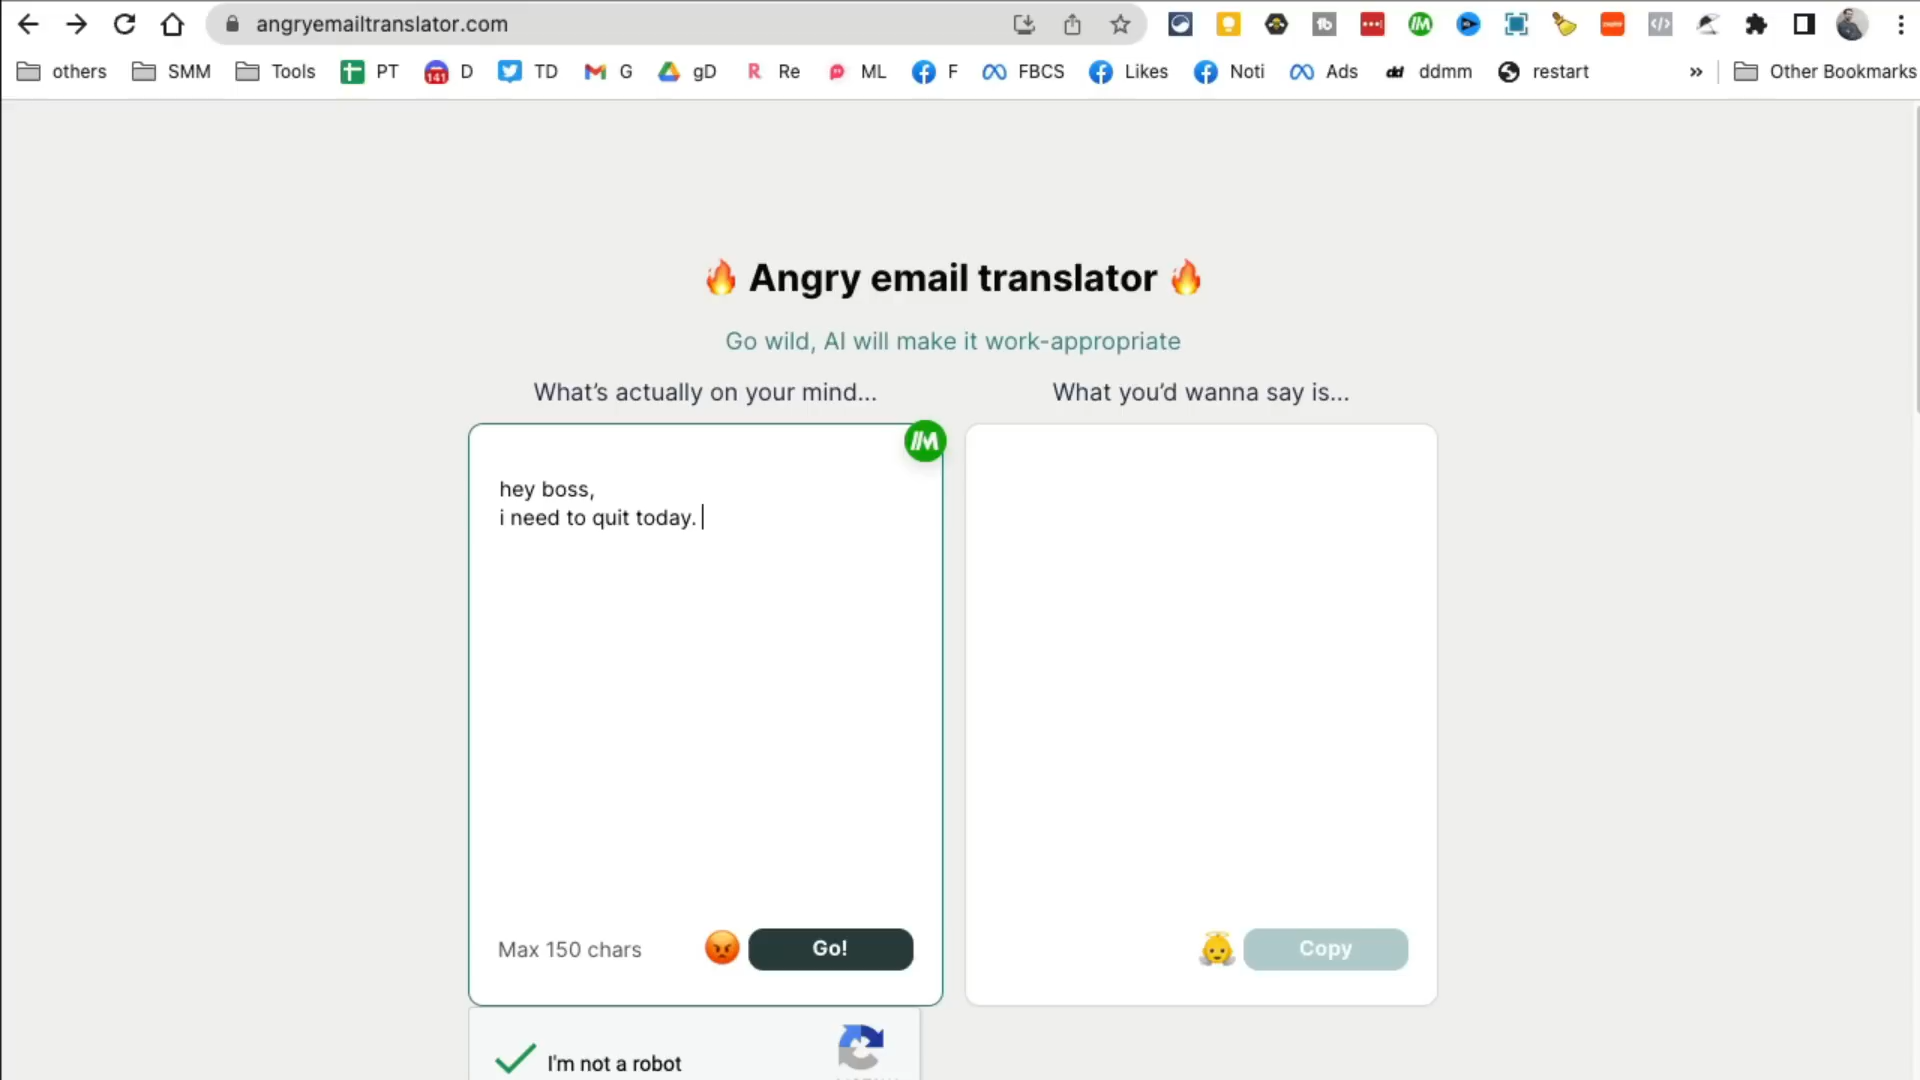 angryemailtranslator.com
others SMM Tools PT 141 D TD G gD R Re ML F FBCS Likes Noti Ads dd ddmm restart » Other Bookmarks
Angry email translator
Go wild, AI will make it work-appropriate
What's actually on your mind...
What you'd wanna say is...
hey boss,
i need to quit today.
Max 150 chars
Go!
Copy
I'm not a robot